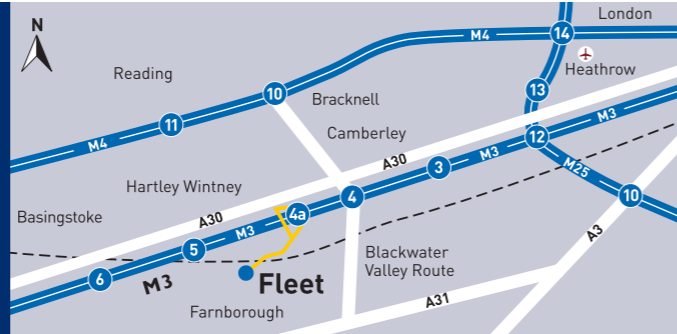 N
London
M4
14
Heathrow
Reading
10
Bracknell
13
11
Camberley
12
M3
M4
A30
3
M3
M25
Hartley Wintney
4
10
Basingstoke
A30
4a
M3
A3
5
Blackwater
Valley Route
6
M3
Fleet
A31
Farnborough